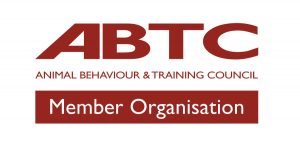 ABTC
ANIMAL BEHAVIOUR & TRAINING COUNCIL
Member Organisation